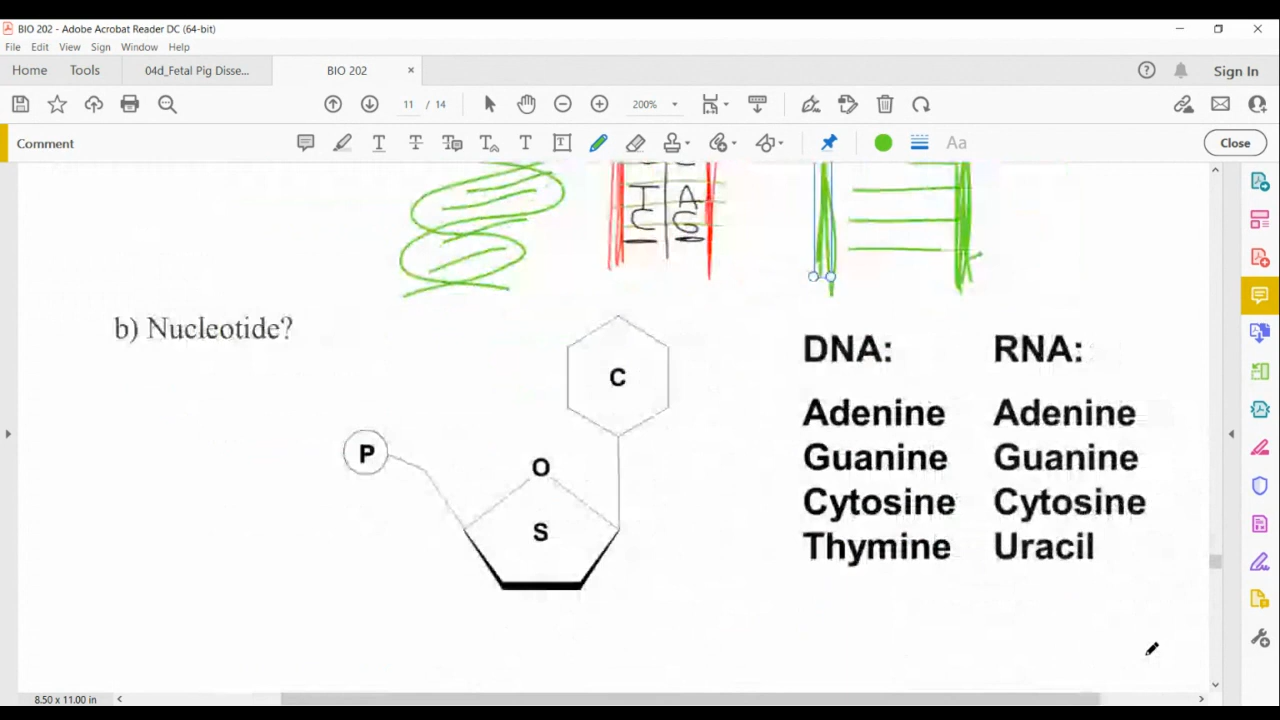 BIO 202 - Adobe Acrobat Reader DC (64-bit)
File Edit View Sign Window Help
Home Tools 04d_Fetal Pig Disse... BIO 202 × Sign In
11 / 14 200%
Comment Close
T A
C G
b) Nucleotide?
C
P
O
S
DNA: RNA:
Adenine Adenine
Guanine Guanine
Cytosine Cytosine
Thymine Uracil
8.50 x 11.00 in